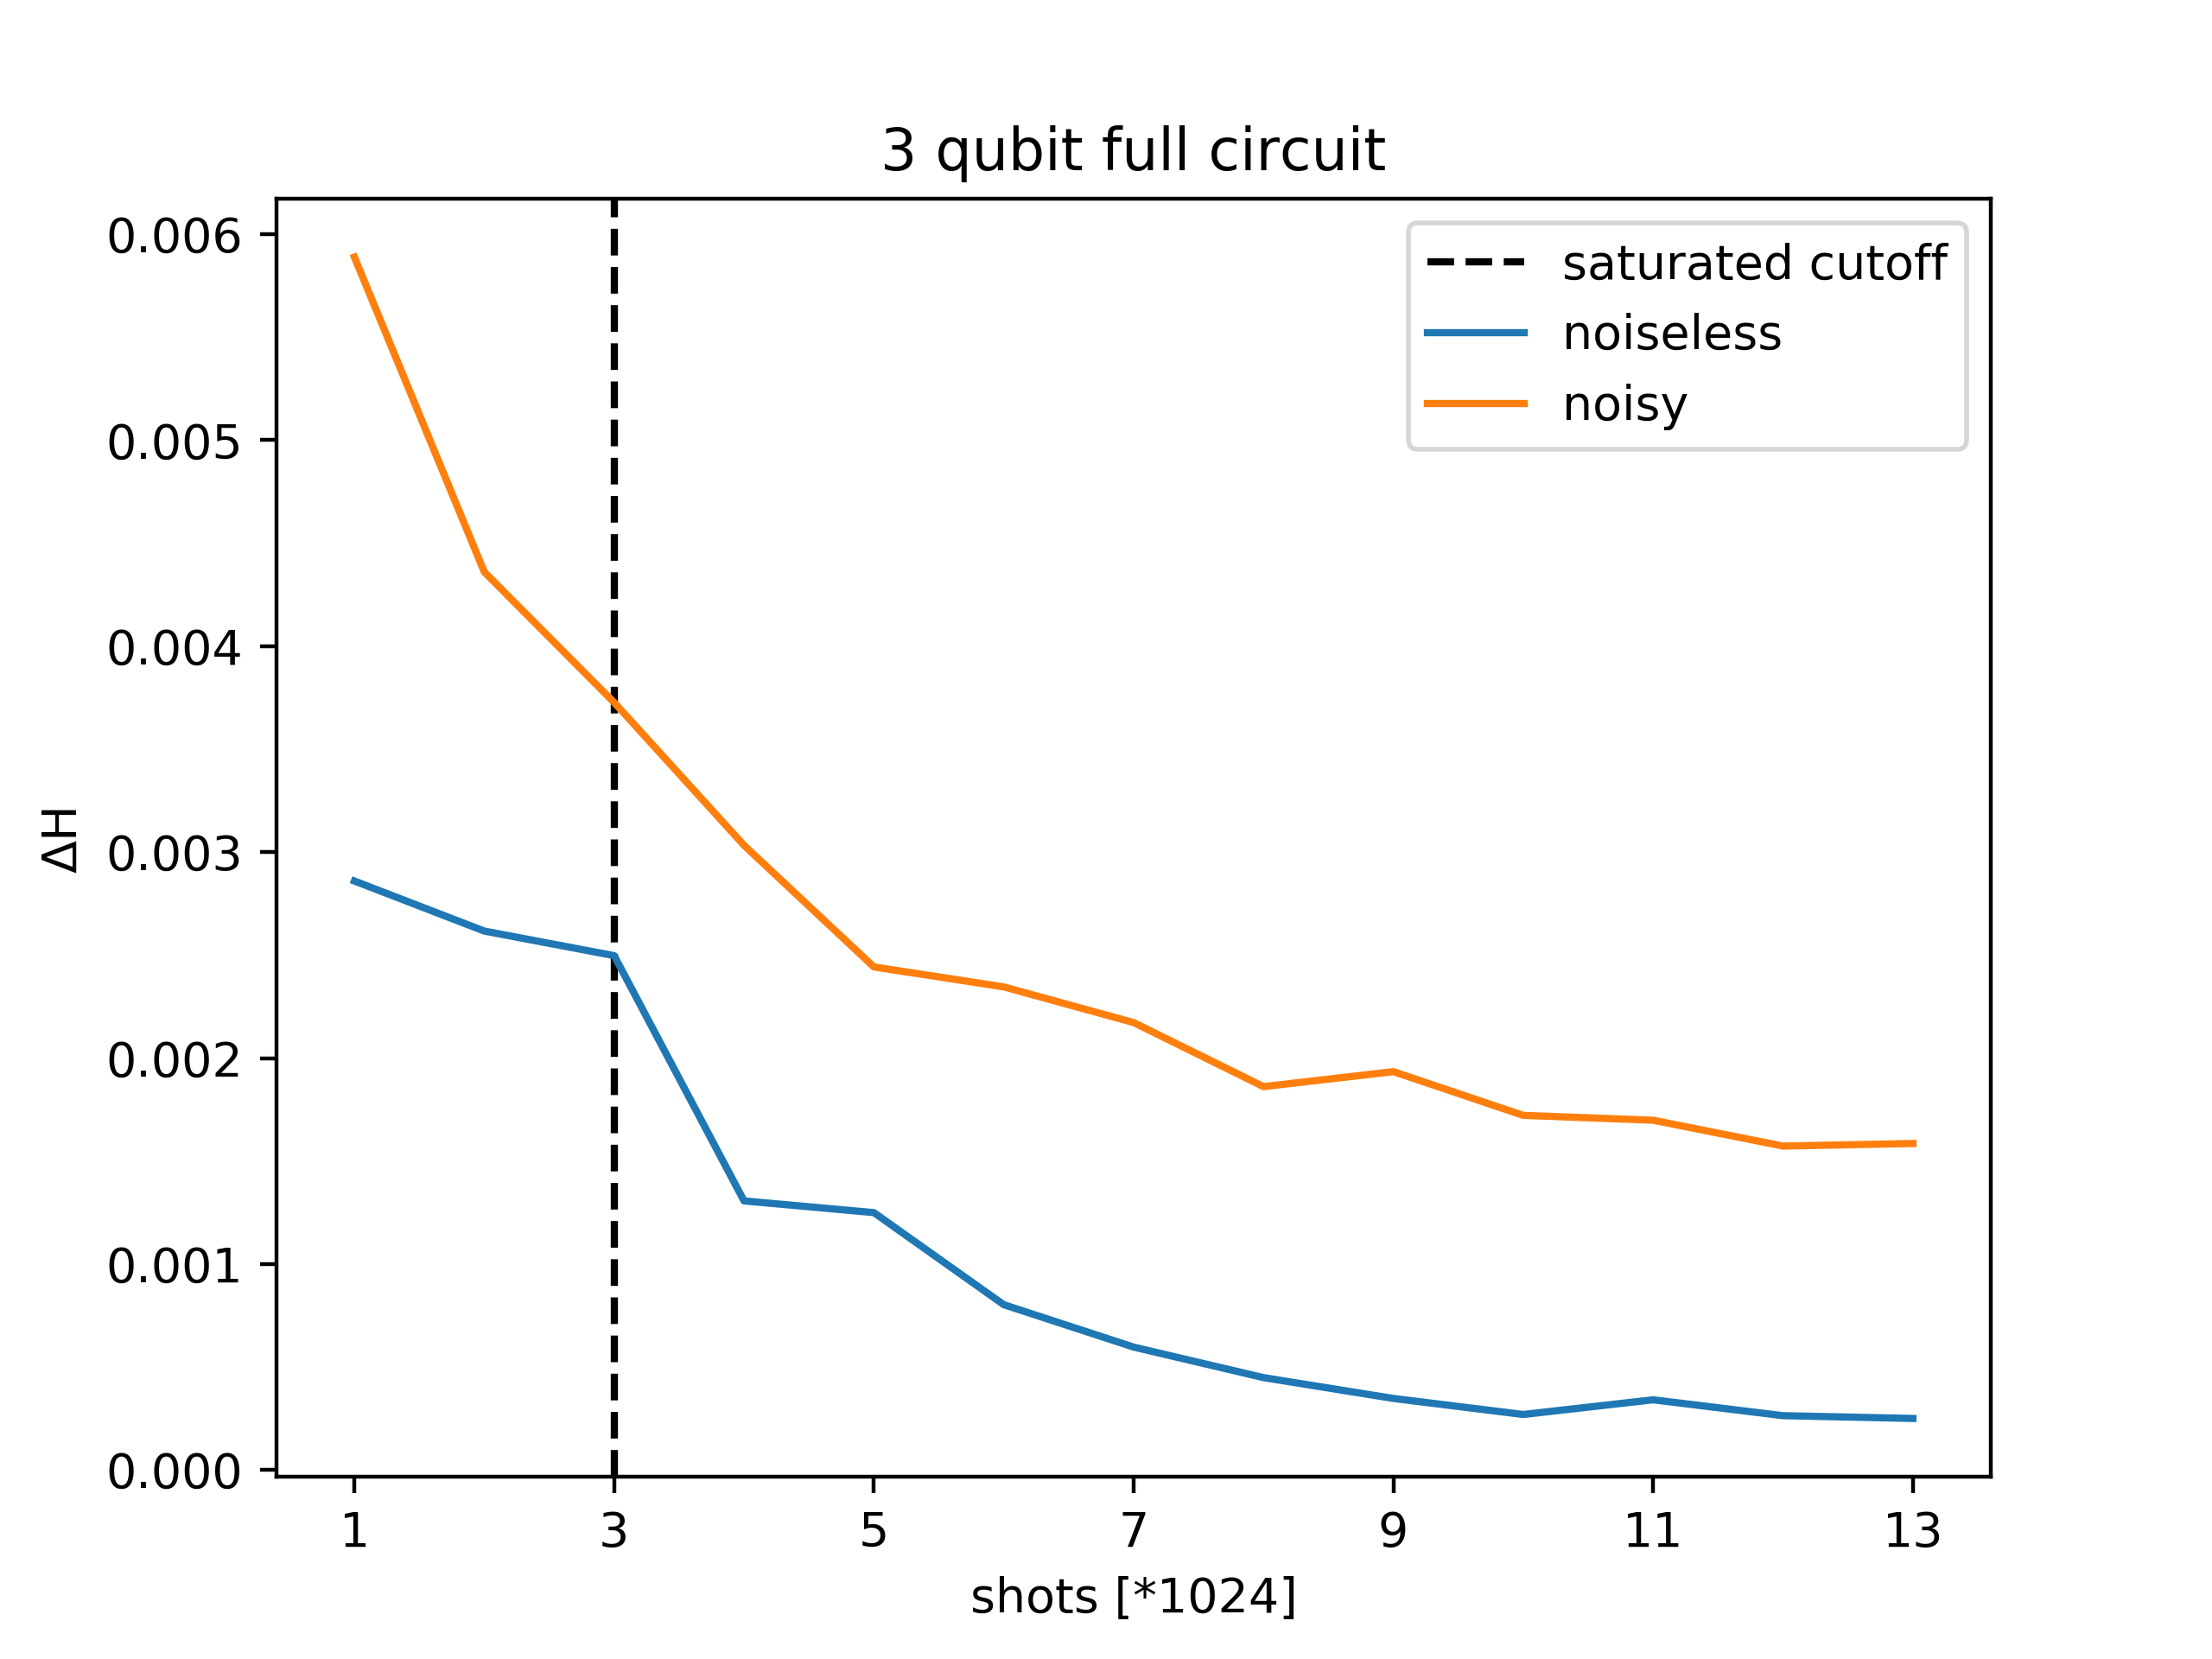 3 qubit full circuit
saturated cutoff
noiseless
noisy
0.006
0.005
0.004
0.003
0.002
0.001
0.000
ΔH
1 3 5 7 9 11 13
shots [*1024]